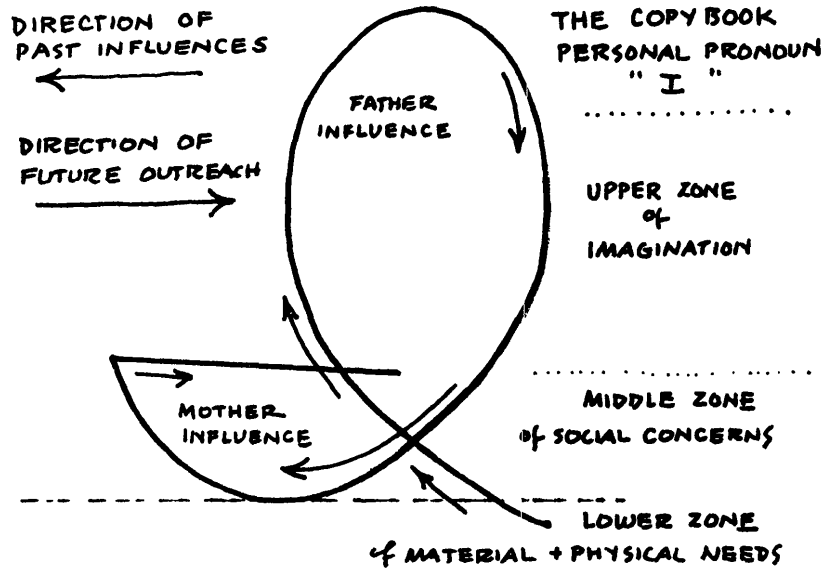 DIRECTION OF
PAST INFLUENCES
DIRECTION OF
FUTURE OUTREACH
FATHER
INFLUENCE
MOTHER
INFLUENCE
THE COPYBOOK
PERSONAL PRONOUN
"I"
UPPER ZONE
of
IMAGINATION
MIDDLE ZONE
of SOCIAL CONCERNS
LOWER ZONE
of MATERIAL + PHYSICAL NEEDS